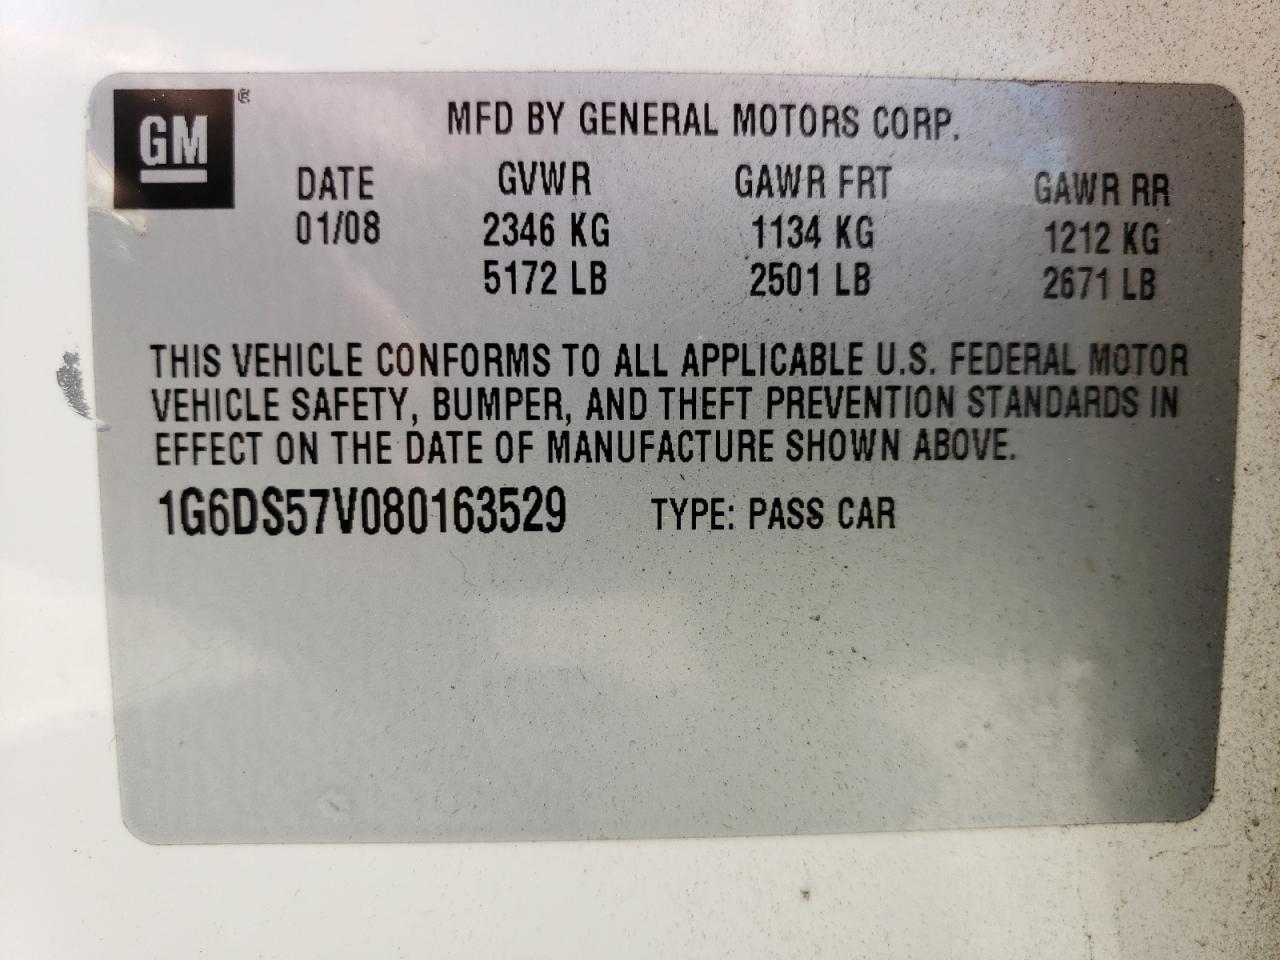 GM ®
MFD BY GENERAL MOTORS CORP.
DATE GVWR GAWR FRT GAWR RR
01/08 2346 KG 1134 KG 1212 KG
5172 LB 2501 LB 2671 LB
THIS VEHICLE CONFORMS TO ALL APPLICABLE U.S. FEDERAL MOTOR
VEHICLE SAFETY, BUMPER, AND THEFT PREVENTION STANDARDS IN
EFFECT ON THE DATE OF MANUFACTURE SHOWN ABOVE.
1G6DS57V080163529 TYPE: PASS CAR